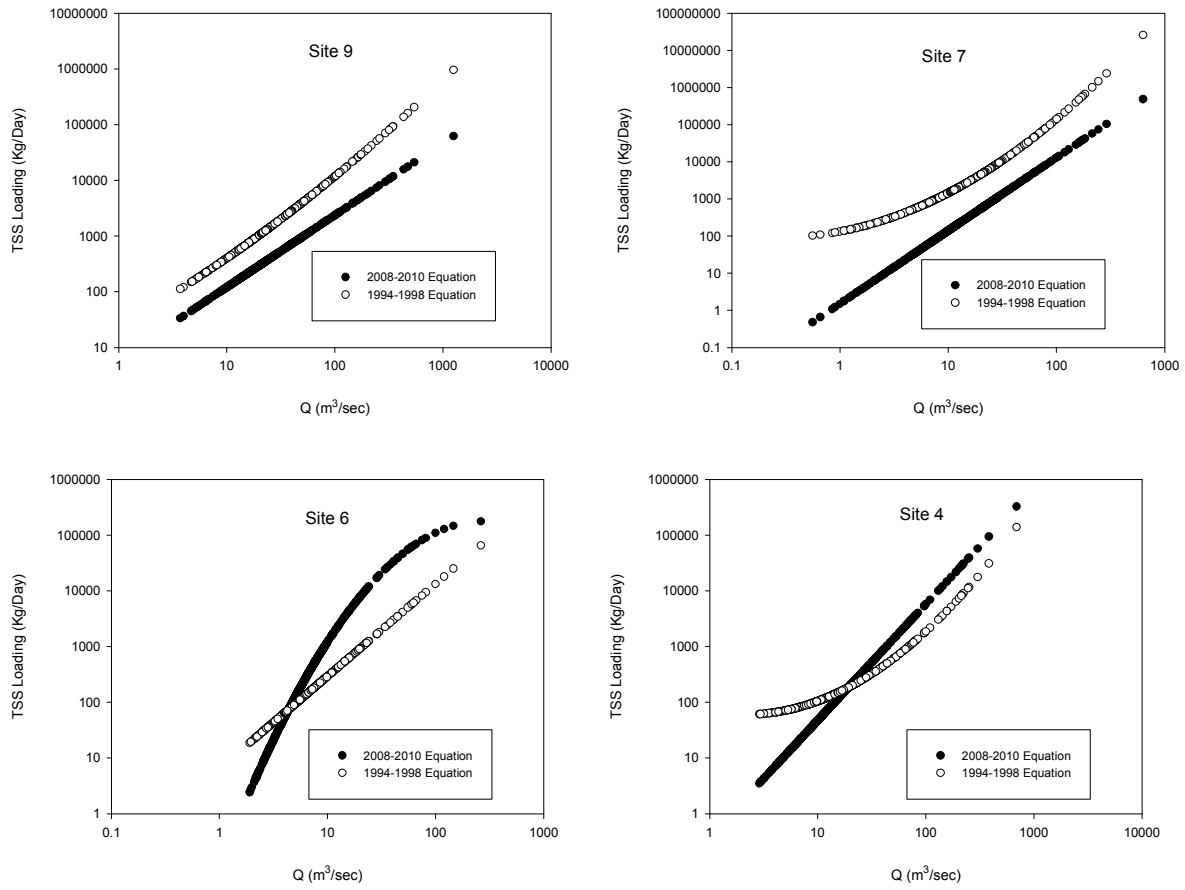 Site 9
TSS Loading (Kg/Day)
10000000
1000000
100000
10000
1000
100
10
1
10
100
1000
10000
Q (m³/sec)
2008-2010 Equation
1994-1998 Equation
Site 7
TSS Loading (Kg/Day)
100000000
10000000
1000000
100000
10000
1000
100
10
1
0.1
0.1
1
10
100
1000
Q (m³/sec)
2008-2010 Equation
1994-1998 Equation
Site 6
TSS Loading (Kg/Day)
1000000
100000
10000
1000
100
10
1
0.1
1
10
100
1000
Q (m³/sec)
2008-2010 Equation
1994-1998 Equation
Site 4
TSS Loading (Kg/Day)
1000000
100000
10000
1000
100
10
1
1
10
100
1000
10000
Q (m³/sec)
2008-2010 Equation
1994-1998 Equation